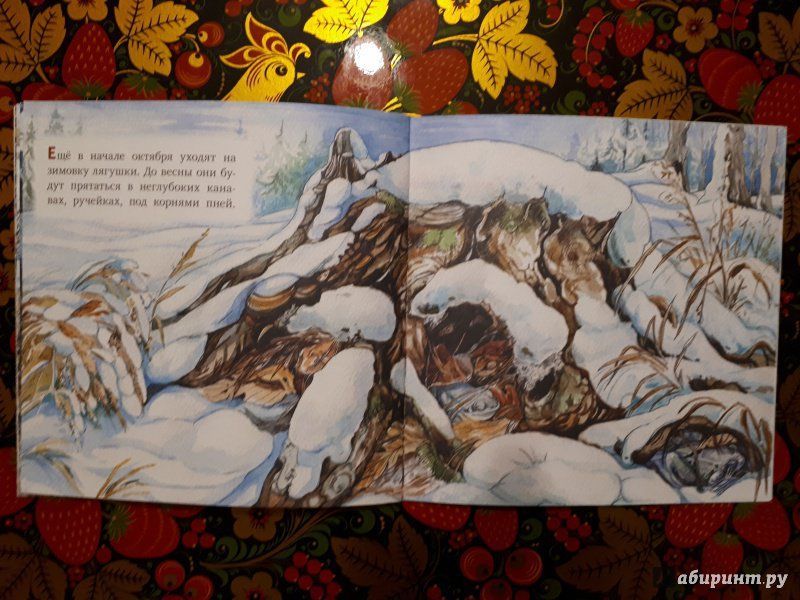 Ещё в начале октября уходят на
зимовку лягушки. До весны они бу-
дут прятаться в неглубоких кана-
вах, ручейках, под корнями пней.
абиринт.ру